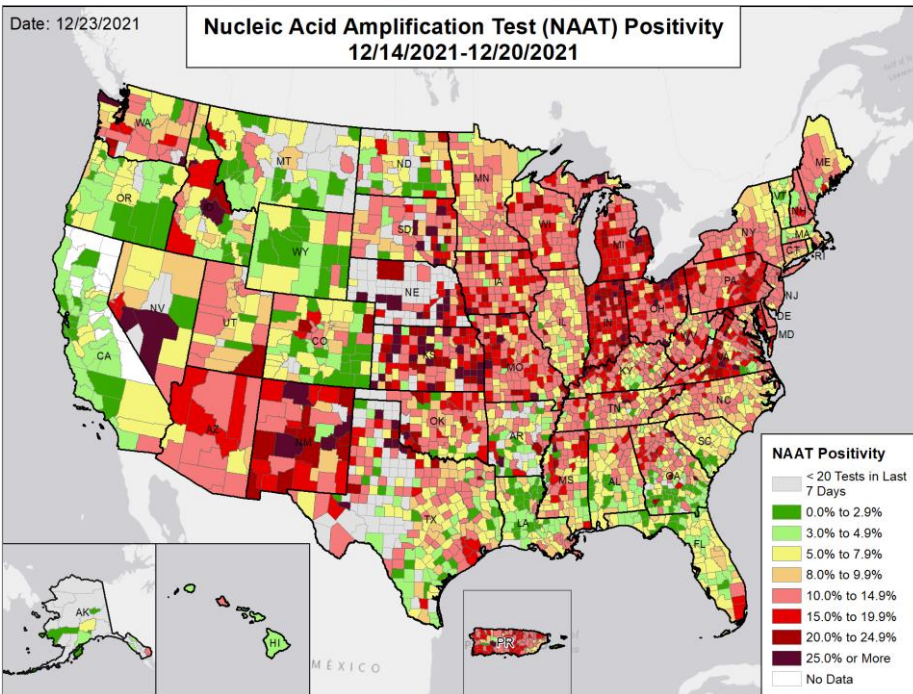 Date: 12/23/2021
Nucleic Acid Amplification Test (NAAT) Positivity
12/14/2021-12/20/2021
WA
MT
ND
MN
ME
OR
ID
SD
WI
MI
VT
NH
NY
MA
CT
RI
WY
IA
NE
PA
NJ
NV
UT
CO
IL
IN
OH
DE
MD
CA
KS
MO
KY
WV
VA
AZ
NM
OK
AR
TN
NC
SC
MS
AL
GA
TX
LA
FL
AK
HI
PR
MÉXICO
NAAT Positivity
< 20 Tests in Last
7 Days
0.0% to 2.9%
3.0% to 4.9%
5.0% to 7.9%
8.0% to 9.9%
10.0% to 14.9%
15.0% to 19.9%
20.0% to 24.9%
25.0% or More
No Data